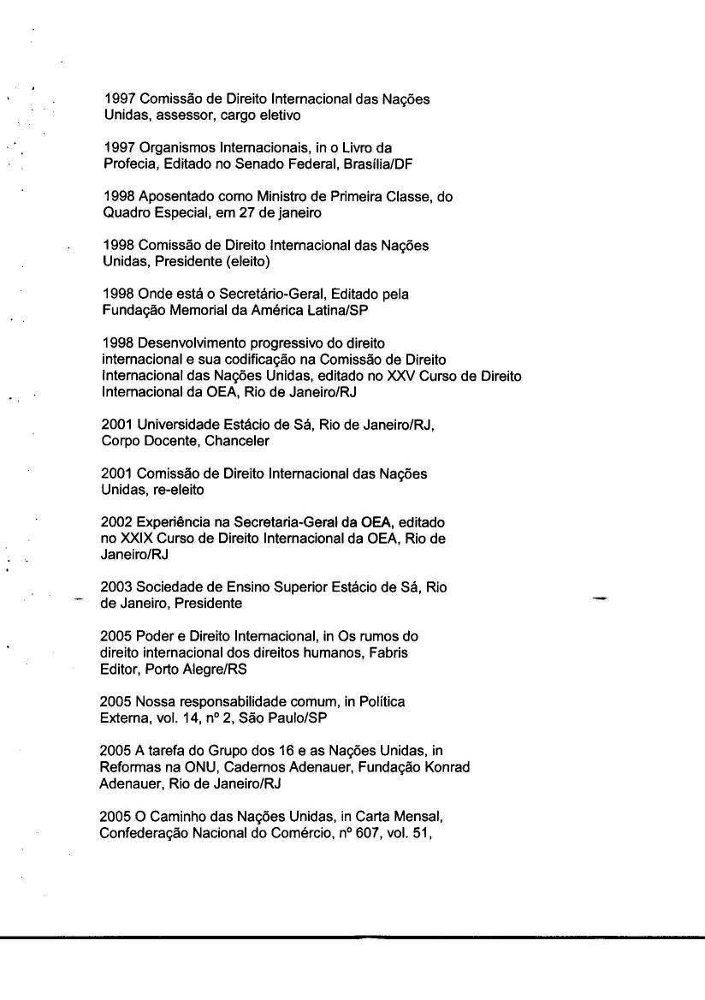 1997 Comissão de Direito Internacional das Nações
Unidas, assessor, cargo eletivo
1997 Organismos Internacionais, in o Livro da
Profecia, Editado no Senado Federal, Brasília/DF
1998 Aposentado como Ministro de Primeira Classe, do
Quadro Especial, em 27 de janeiro
1998 Comissão de Direito Internacional das Nações
Unidas, Presidente (eleito)
1998 Onde está o Secretário-Geral, Editado pela
Fundação Memorial da América Latina/SP
1998 Desenvolvimento progressivo do direito
internacional e sua codificação na Comissão de Direito
Internacional das Nações Unidas, editado no XXV Curso de Direito
Internacional da OEA, Rio de Janeiro/RJ
2001 Universidade Estácio de Sá, Rio de Janeiro/RJ,
Corpo Docente, Chanceler
2001 Comissão de Direito Internacional das Nações
Unidas, re-eleito
2002 Experiência na Secretaria-Geral da OEA, editado
no XXIX Curso de Direito Internacional da OEA, Rio de
Janeiro/RJ
2003 Sociedade de Ensino Superior Estácio de Sá, Rio
de Janeiro, Presidente
2005 Poder e Direito Internacional, in Os rumos do
direito internacional dos direitos humanos, Fabris
Editor, Porto Alegre/RS
2005 Nossa responsabilidade comum, in Política
Externa, vol. 14, nº 2, São Paulo/SP
2005 A tarefa do Grupo dos 16 e as Nações Unidas, in
Reformas na ONU, Cadernos Adenauer, Fundação Konrad
Adenauer, Rio de Janeiro/RJ
2005 O Caminho das Nações Unidas, in Carta Mensal,
Confederação Nacional do Comércio, nº 607, vol. 51,